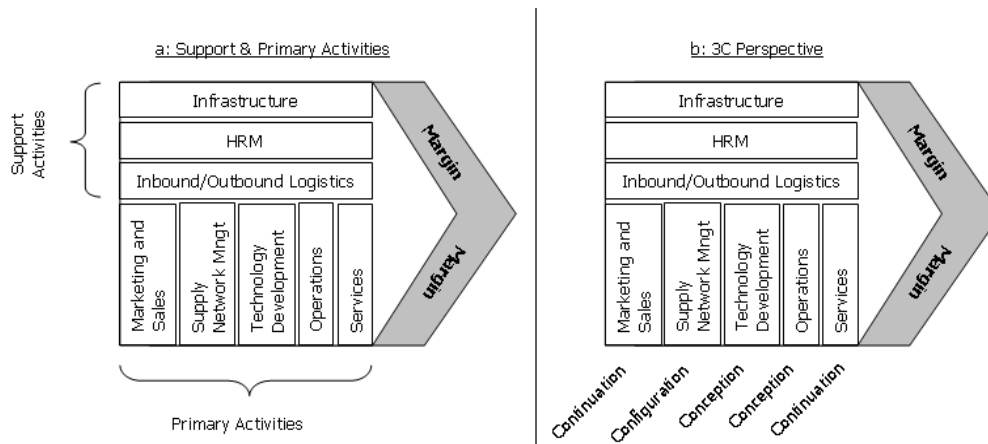 a: Support & Primary Activities
Support
Activities
Infrastructure
HRM
Inbound/Outbound Logistics
Marketing and
Sales
Supply
Network Mngt
Technology
Development
Operations
Services
Margin
Margin
Primary Activities
b: 3C Perspective
Infrastructure
HRM
Inbound/Outbound Logistics
Marketing and
Sales
Supply
Network Mngt
Technology
Development
Operations
Services
Margin
Margin
Continuation
Configuration
Conception
Conception
Continuation